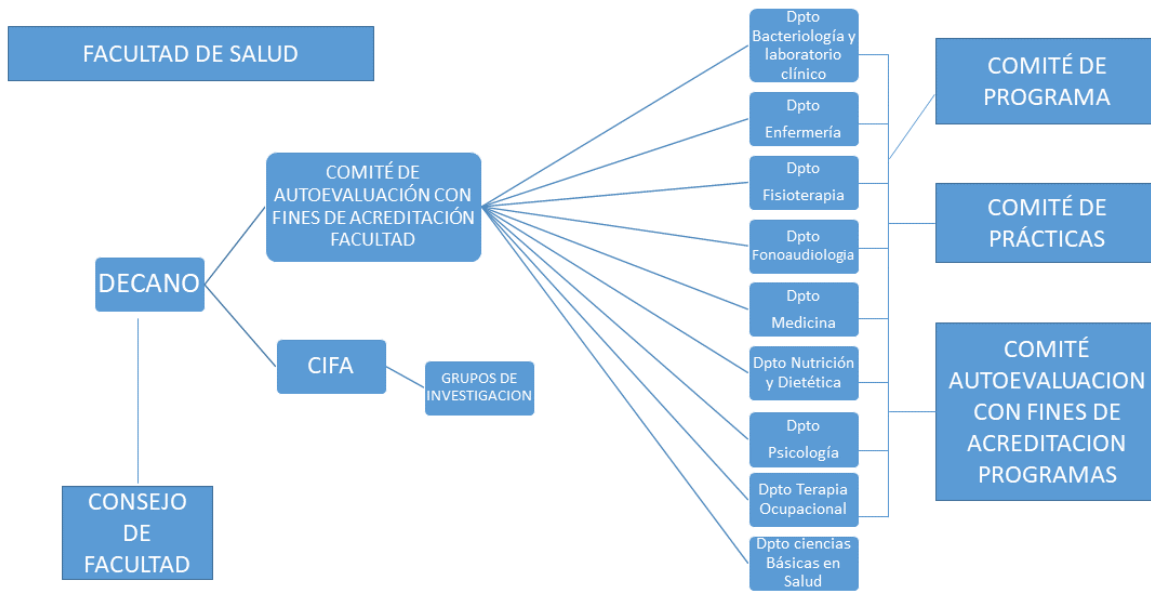 FACULTAD DE SALUD
DECANO
CONSEJO
DE
FACULTAD
COMITÉ DE
AUTOEVALUACIÓN CON
FINES DE ACREDITACIÓN
FACULTAD
CIFA
GRUPOS DE
INVESTIGACION
Dpto
Bacteriología y
laboratorio
clínico
Dpto
Enfermería
Dpto
Fisioterapia
Dpto
Fonoaudiologia
Dpto
Medicina
Dpto Nutrición
y Dietética
Dpto
Psicología
Dpto Terapia
Ocupacional
Dpto ciencias
Básicas en
Salud
COMITÉ DE
PROGRAMA
COMITÉ DE
PRÁCTICAS
COMITÉ
AUTOEVALUACION
CON FINES DE
ACREDITACION
PROGRAMAS